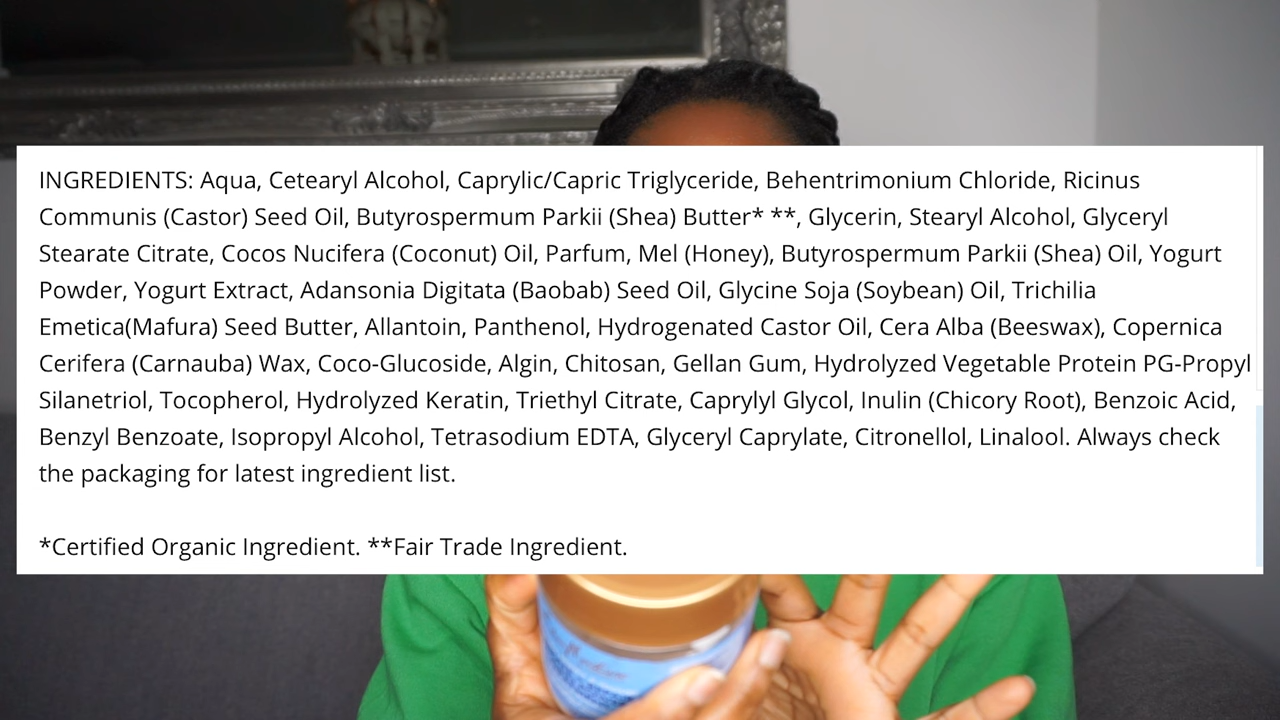 INGREDIENTS: Aqua, Cetearyl Alcohol, Caprylic/Capric Triglyceride, Behentrimonium Chloride, Ricinus
Communis (Castor) Seed Oil, Butyrospermum Parkii (Shea) Butter* **, Glycerin, Stearyl Alcohol, Glyceryl
Stearate Citrate, Cocos Nucifera (Coconut) Oil, Parfum, Mel (Honey), Butyrospermum Parkii (Shea) Oil, Yogurt
Powder, Yogurt Extract, Adansonia Digitata (Baobab) Seed Oil, Glycine Soja (Soybean) Oil, Trichilia
Emetica(Mafura) Seed Butter, Allantoin, Panthenol, Hydrogenated Castor Oil, Cera Alba (Beeswax), Copernica
Cerifera (Carnauba) Wax, Coco-Glucoside, Algin, Chitosan, Gellan Gum, Hydrolyzed Vegetable Protein PG-Propyl
Silanetriol, Tocopherol, Hydrolyzed Keratin, Triethyl Citrate, Caprylyl Glycol, Inulin (Chicory Root), Benzoic Acid,
Benzyl Benzoate, Isopropyl Alcohol, Tetrasodium EDTA, Glyceryl Caprylate, Citronellol, Linalool. Always check
the packaging for latest ingredient list.
*Certified Organic Ingredient. **Fair Trade Ingredient.